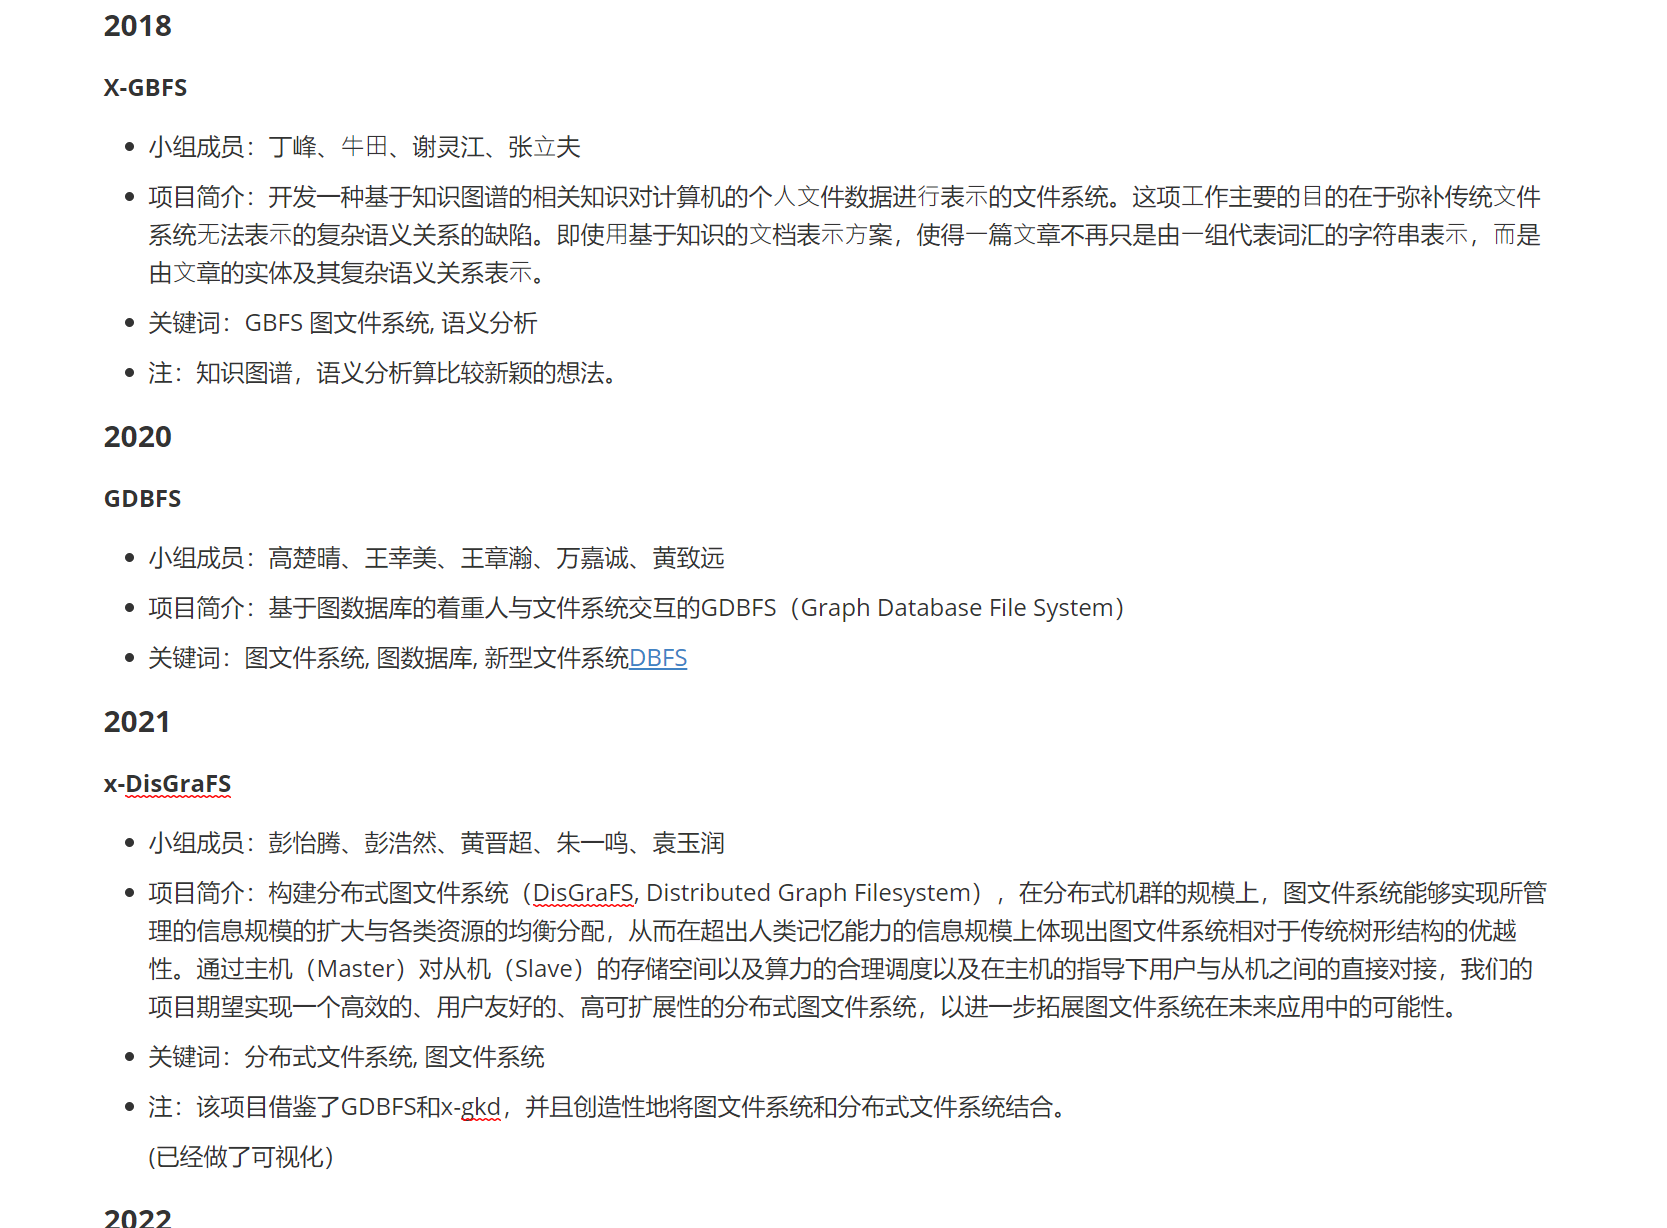 2018
X-GBFS
小组成员：丁峰、牛田、谢灵江、张立夫
项目简介：开发一种基于知识图谱的相关知识对计算机的个人文件数据进行表示的文件系统。这项工作主要的目的在于弥补传统文件
系统无法表示的复杂语义关系的缺陷。即使用基于知识的文档表示方案，使得一篇文章不再只是由一组代表词汇的字符串表示，而是
由文章的实体及其复杂语义关系表示。
关键词：GBFS 图文件系统, 语义分析
注：知识图谱，语义分析算比较新颖的想法。
2020
GDBFS
小组成员：高楚晴、王幸美、王章瀚、万嘉诚、黄致远
项目简介：基于图数据库的着重人与文件系统交互的GDBFS（Graph Database File System）
关键词：图文件系统, 图数据库, 新型文件系统DBFS
2021
x-DisGraFS
小组成员：彭怡腾、彭浩然、黄晋超、朱一鸣、袁玉润
项目简介：构建分布式图文件系统（DisGraFS, Distributed Graph Filesystem），在分布式机群的规模上，图文件系统能够实现所管
理的信息规模的扩大与各类资源的均衡分配，从而在超出人类记忆能力的信息规模上体现出图文件系统相对于传统树形结构的优越
性。通过主机（Master）对从机（Slave）的存储空间以及算力的合理调度以及在主机的指导下用户与从机之间的直接对接，我们的
项目期望实现一个高效的、用户友好的、高可扩展性的分布式图文件系统，以进一步拓展图文件系统在未来应用中的可能性。
关键词：分布式文件系统, 图文件系统
注：该项目借鉴了GDBFS和x-gkd，并且创造性地将图文件系统和分布式文件系统结合。
(已经做了可视化）
2022